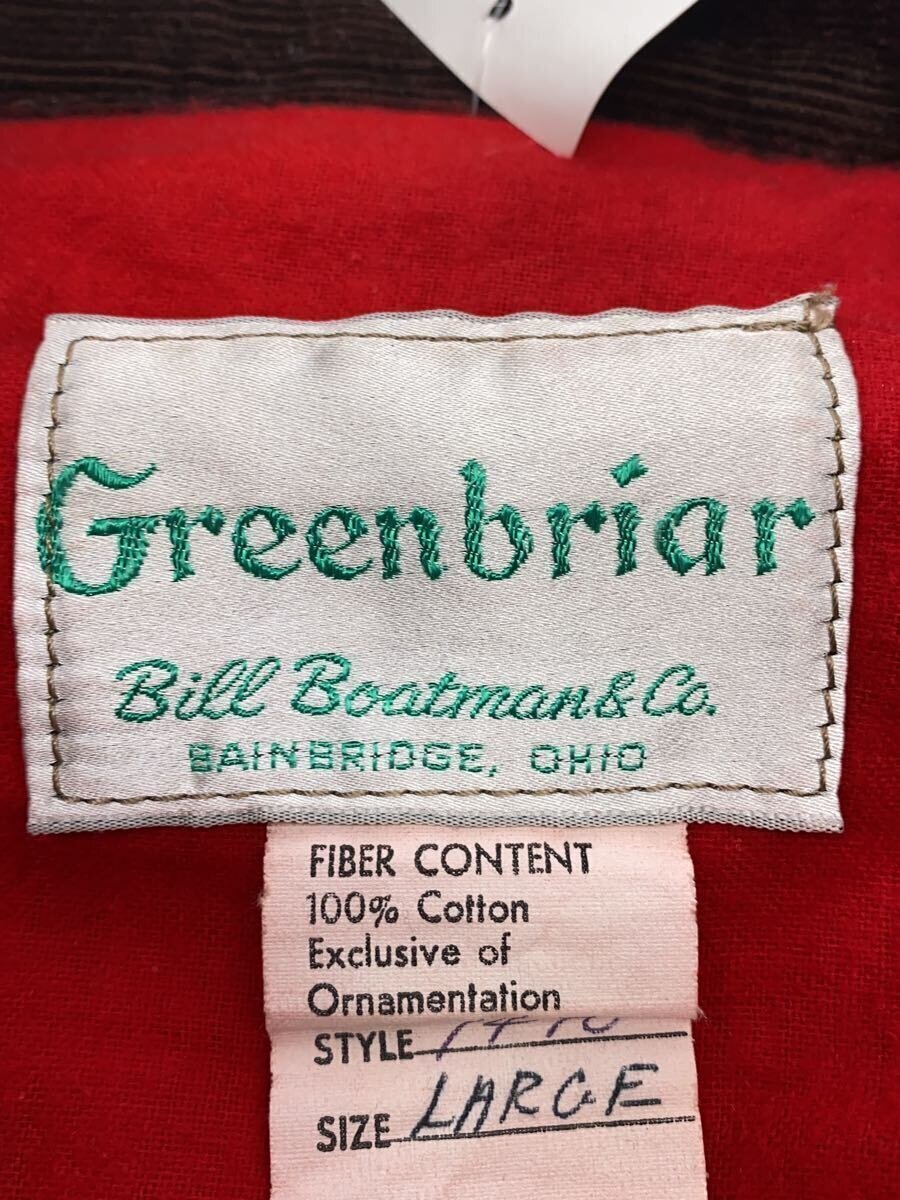 Greenbriar
Bill Boatman & Co.
BAINBRIDGE, OHIO
FIBER CONTENT
100% Cotton
Exclusive of
Ornamentation
STYLE
SIZE LARGE